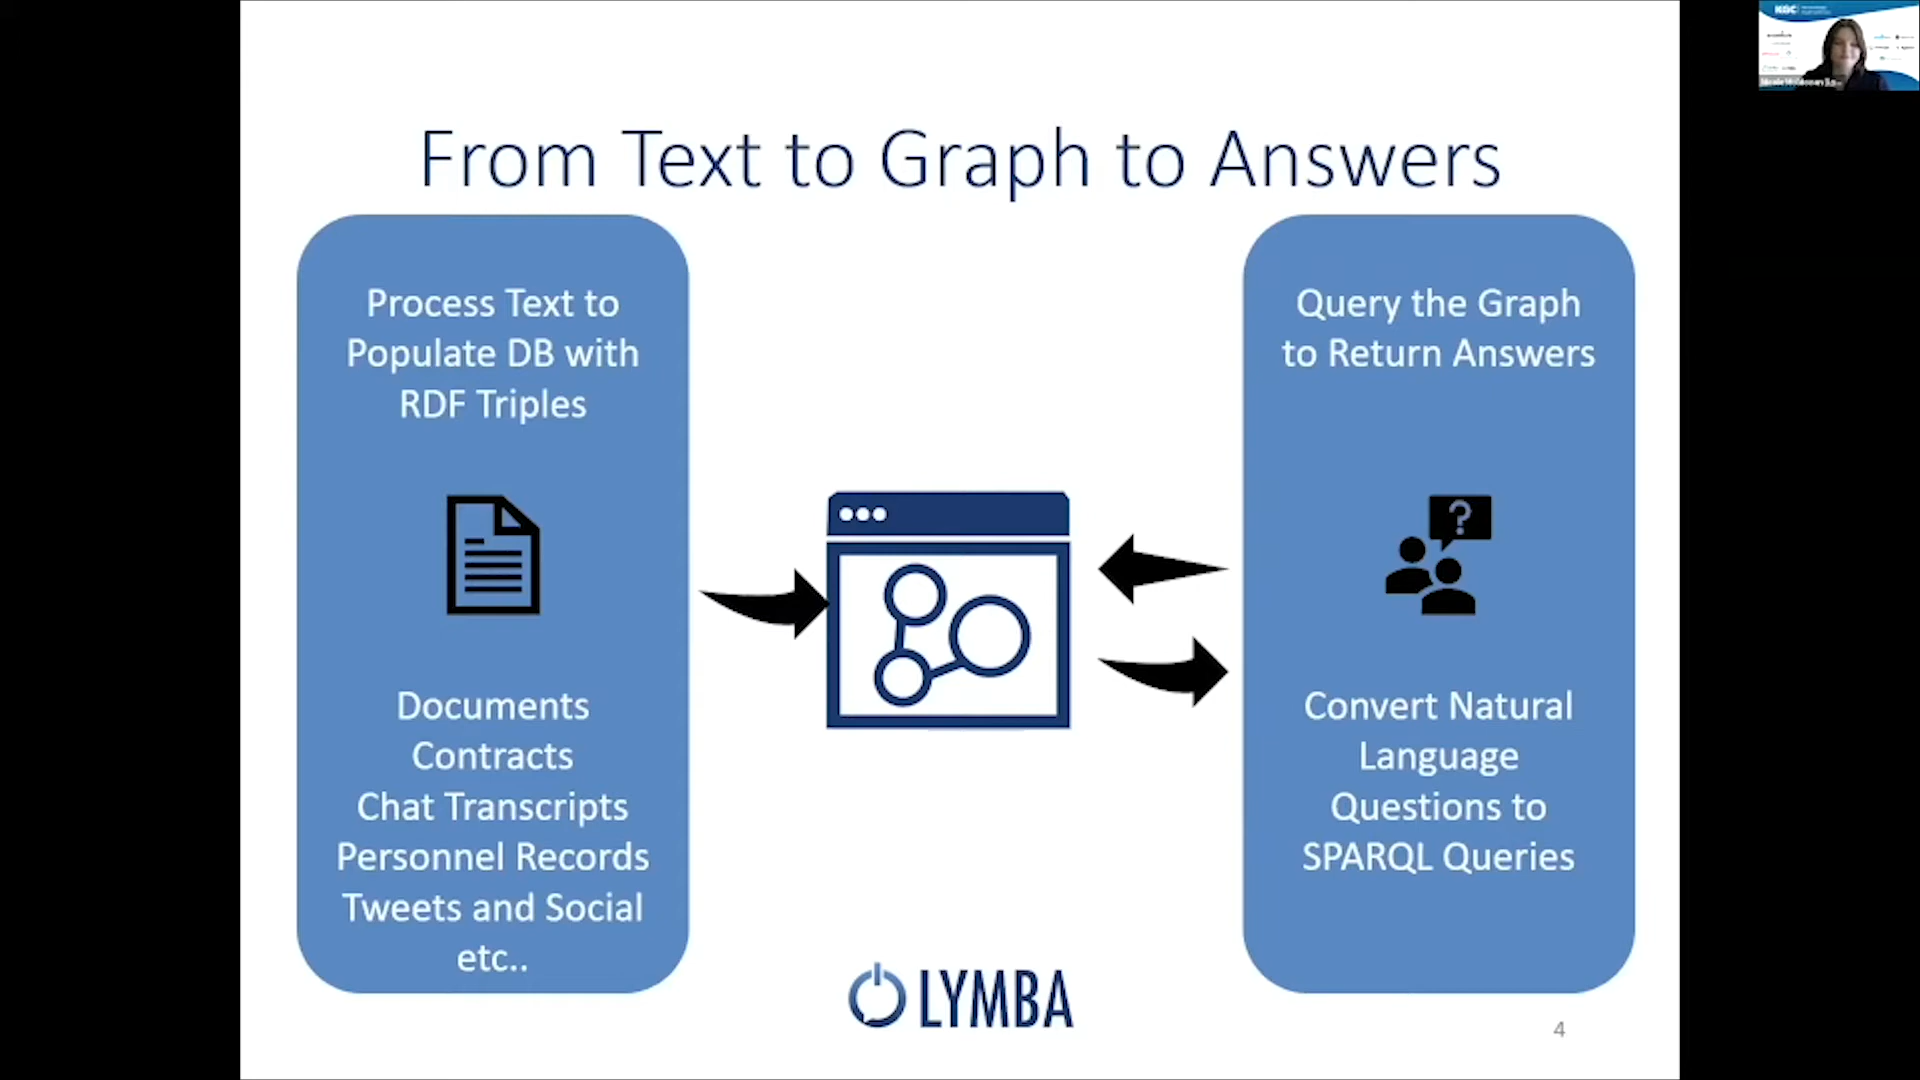 From Text to Graph to Answers
Process Text to
Populate DB with
RDF Triples
Documents
Contracts
Chat Transcripts
Personnel Records
Tweets and Social
etc..
Query the Graph
to Return Answers
?
Convert Natural
Language
Questions to
SPARQL Queries
LYMBA
4
KGC